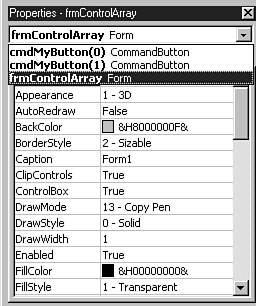 Properties - frmControlArray
frmControlArray Form
cmdMyButton(0) CommandButton
cmdMyButton(1) CommandButton
frmControlArray Form
Appearance 1 - 3D
AutoRedraw False
BackColor &H8000000F&
BorderStyle 2 - Sizable
Caption Form1
ClipControls True
ControlBox True
DrawMode 13 - Copy Pen
DrawStyle 0 - Solid
DrawWidth 1
Enabled True
FillColor &H00000000&
FillStyle 1 - Transparent